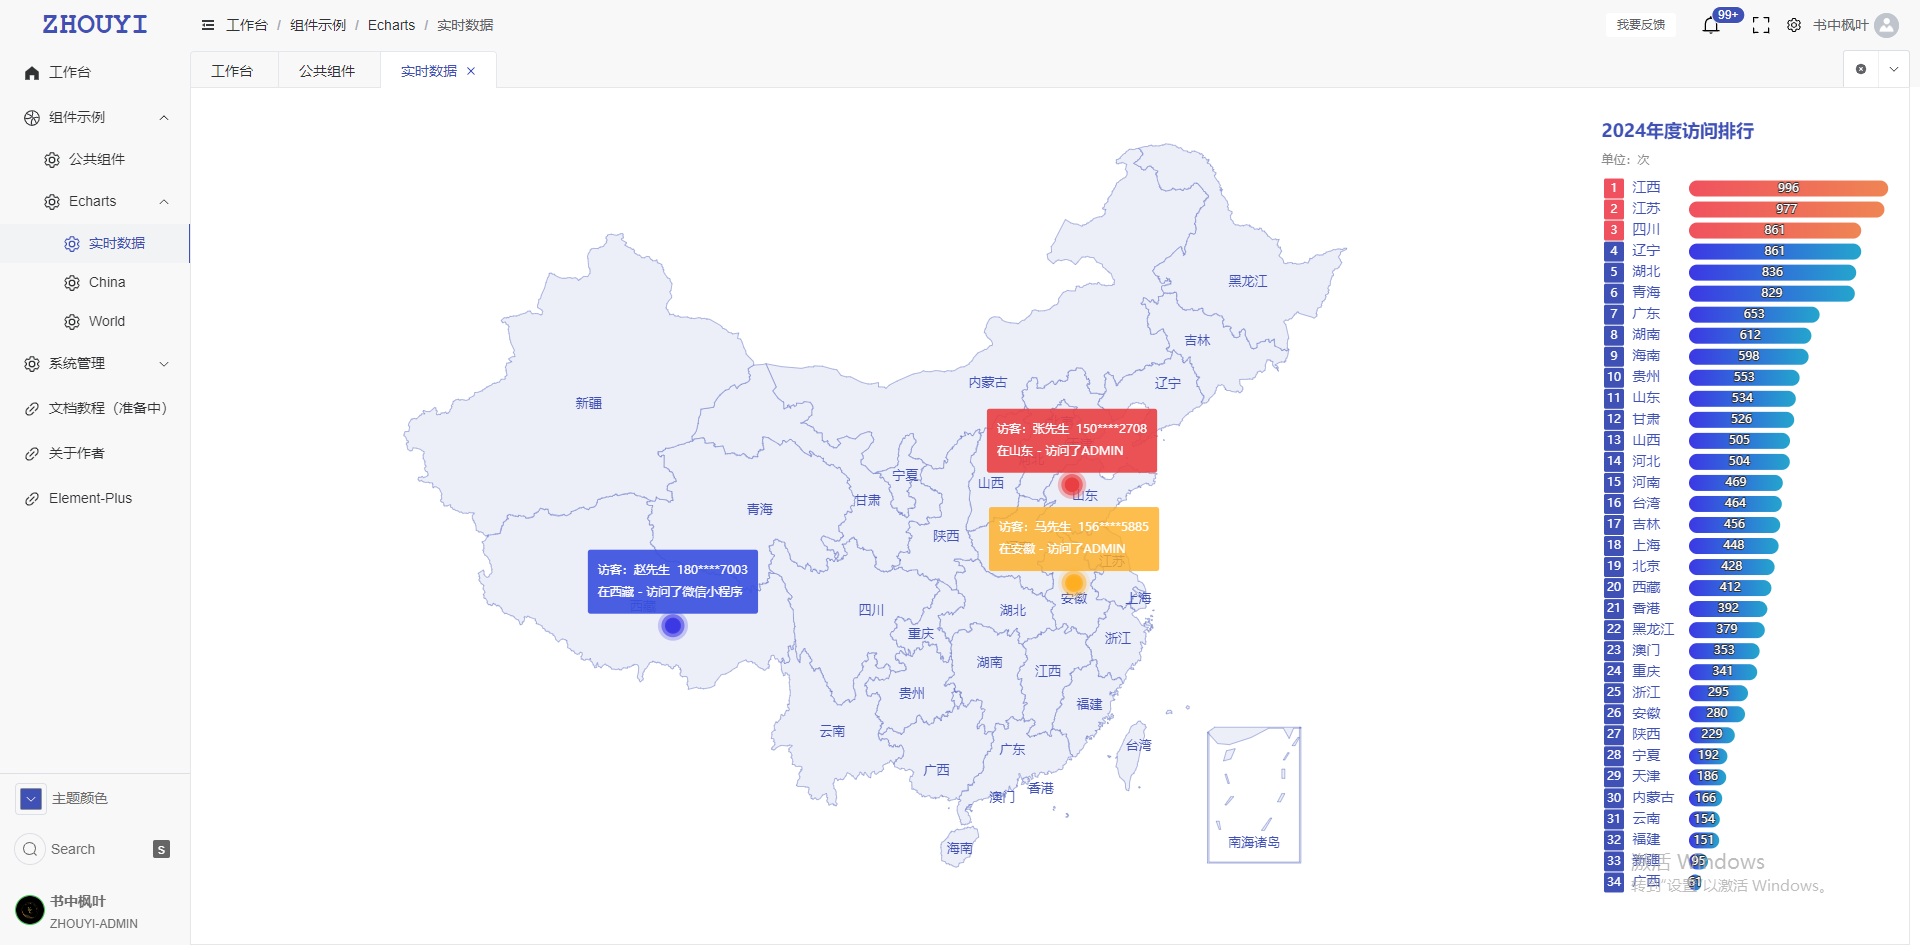 ZHOUYI
工作台 / 组件示例 / Echarts / 实时数据
我要反馈
99+
书中枫叶
工作台
公共组件
实时数据
工作台
组件示例
公共组件
Echarts
实时数据
China
World
系统管理
文档教程（准备中）
关于作者
Element-Plus
主题颜色
Search
S
书中枫叶
ZHOUYI-ADMIN
黑龙江
吉林
辽宁
内蒙古
新疆
访客：张先生 150****2708
在山东 - 访问了ADMIN
宁夏
山西
甘肃
山东
青海
陕西
访客：马先生 156****5885
在安徽 - 访问了ADMIN
江苏
访客：赵先生 180****7003
在西藏 - 访问了微信小程序
西藏
安徽
上海
四川
湖北
重庆
浙江
湖南
江西
贵州
福建
云南
台湾
广东
广西
香港
澳门
海南
南海诸岛
2024年度访问排行
单位：次
1 江西 996
2 江苏 977
3 四川 861
4 辽宁 861
5 湖北 836
6 青海 829
7 广东 653
8 湖南 612
9 海南 598
10 贵州 553
11 山东 534
12 甘肃 526
13 山西 505
14 河北 504
15 河南 469
16 台湾 464
17 吉林 456
18 上海 448
19 北京 428
20 西藏 412
21 香港 392
22 黑龙江 379
23 澳门 353
24 重庆 341
25 浙江 295
26 安徽 280
27 陕西 229
28 宁夏 192
29 天津 186
30 内蒙古 166
31 云南 154
32 福建 151
33 新疆 95
34 广西 61
激活 Windows
转到“设置”以激活 Windows。